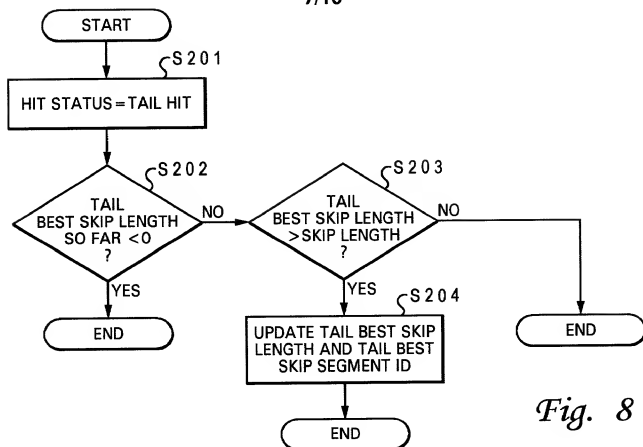 START
S201
HIT STATUS=TAIL HIT
S202
TAIL
BEST SKIP LENGTH
SO FAR <0
?
NO
YES
END
S203
TAIL
BEST SKIP LENGTH
>SKIP LENGTH
?
NO
YES
S204
UPDATE TAIL BEST SKIP
LENGTH AND TAIL BEST
SKIP SEGMENT ID
END
END
Fig. 8